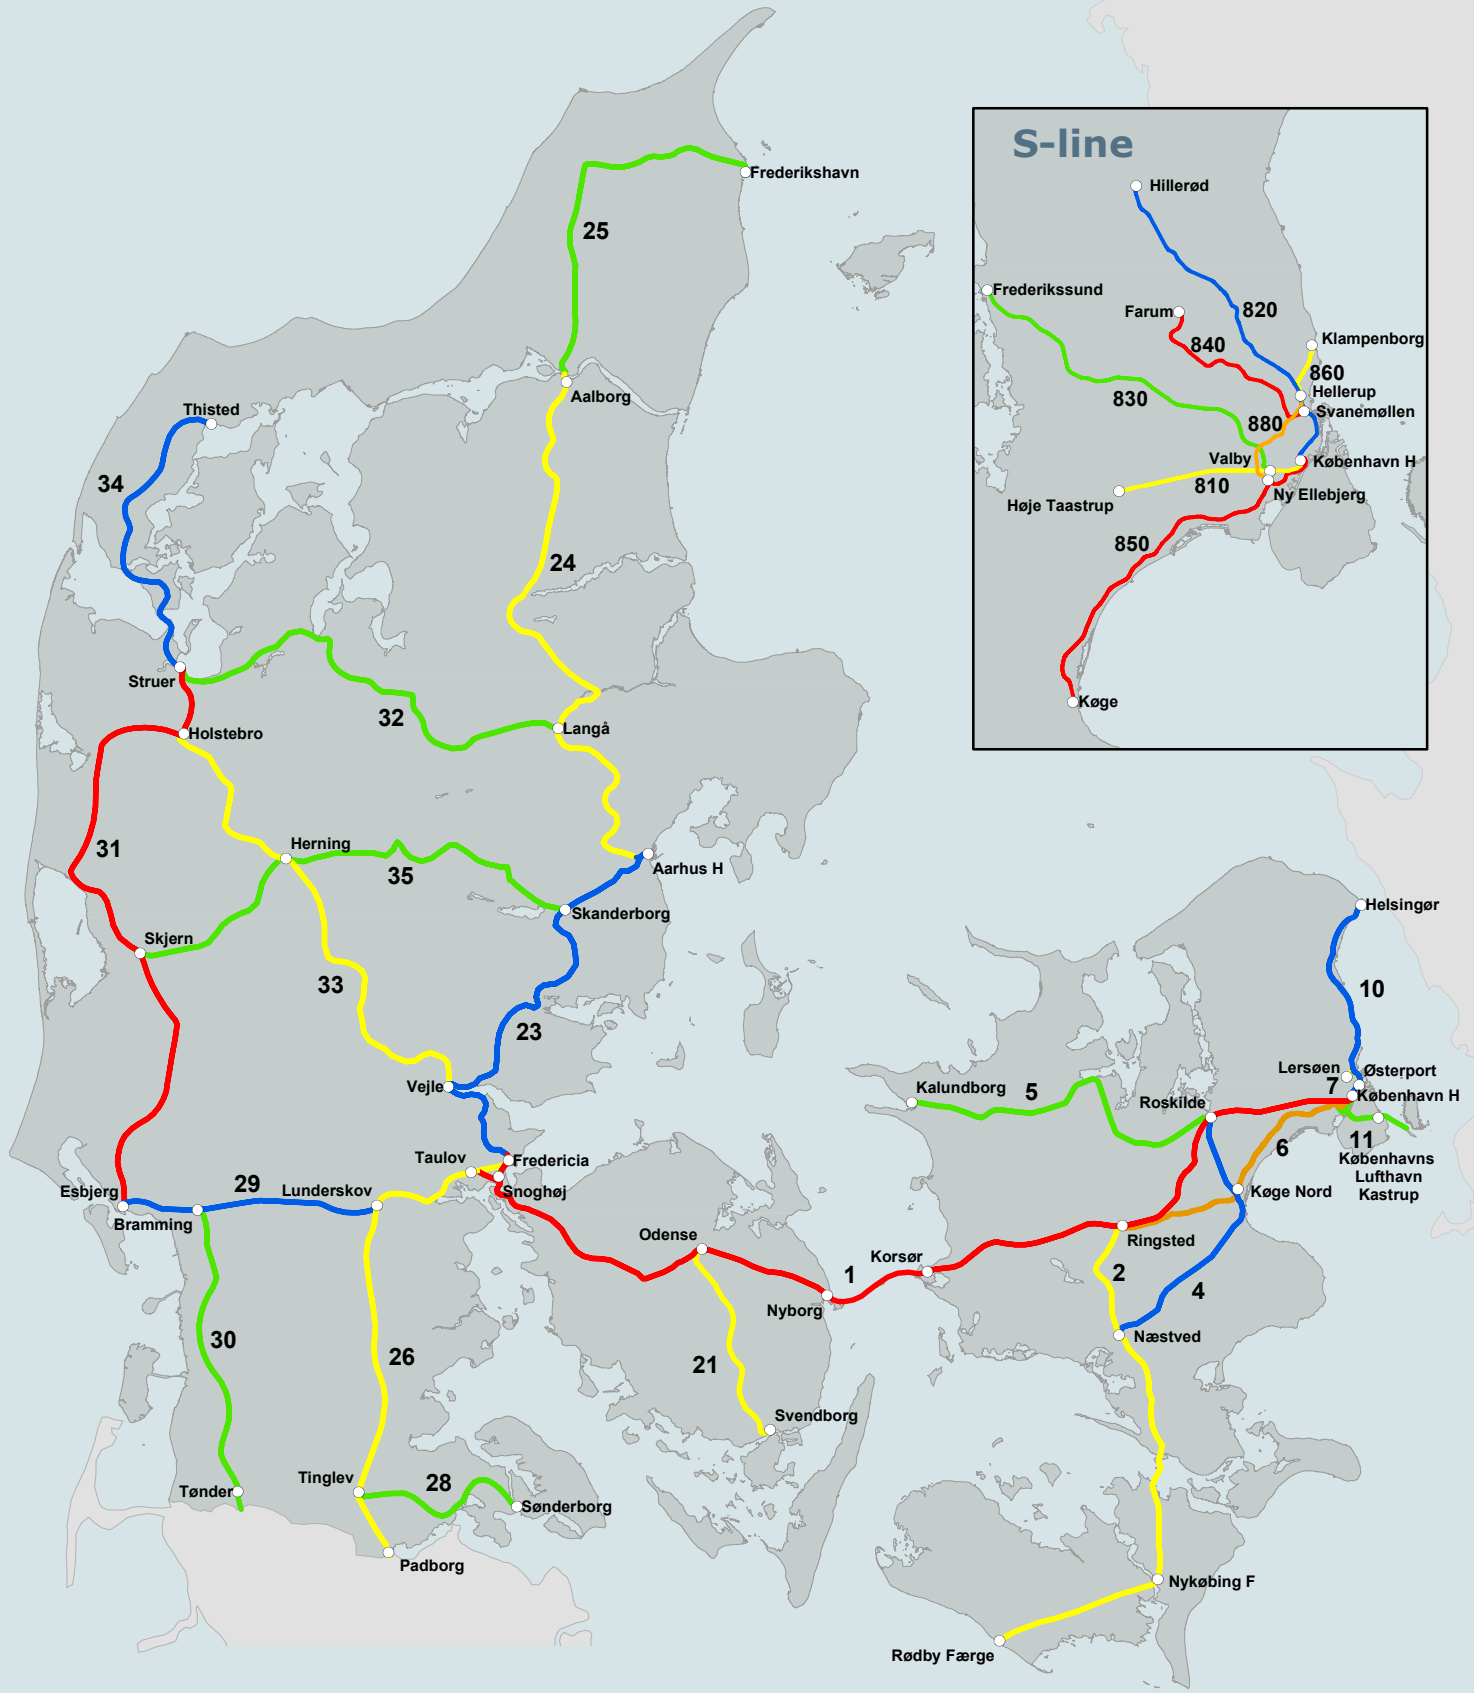 S-line
Hillerød
Frederikssund
Farum
820
840
Klampenborg
860
Hellerup
830
Svanemøllen
880
Valby
København H
810
Ny Ellebjerg
Høje Taastrup
850
Køge
Frederikshavn
25
Aalborg
Thisted
34
24
Struer
32
Langå
Holstebro
31
Herning
35
Aarhus H
Skanderborg
Skjern
33
23
Vejle
Taulov
Fredericia
Snoghøj
Esbjerg
29
Lunderskov
Bramming
Odense
Korsør
1
Nyborg
30
26
21
Svendborg
Tønder
Tinglev
28
Sønderborg
Padborg
Helsingør
10
Lersøen
Østerport
7
København H
Kalundborg
5
Roskilde
6
11
Københavns
Lufthavn
Kastrup
Køge Nord
Ringsted
2
4
Næstved
Nykøbing F
Rødby Færge